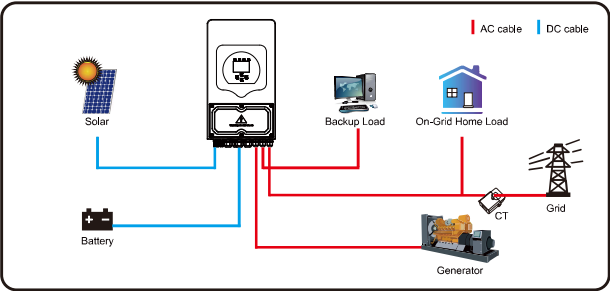 AC cable
DC cable
Solar
Backup Load
On-Grid Home Load
CT
Grid
Battery
Generator